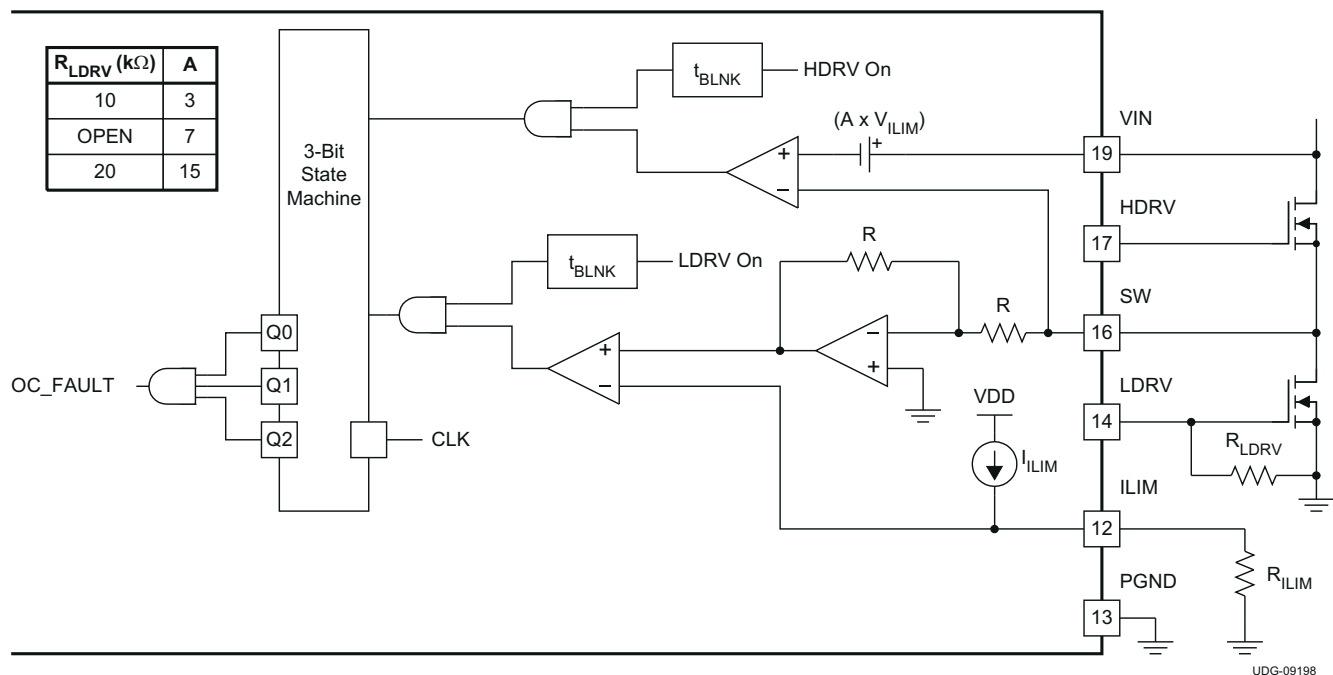 R_LDRV (kΩ) A
10 3
OPEN 7
20 15
3-Bit
State
Machine
t_BLNK
HDRV On
(A x V_ILIM)
+
+
–
VIN
19
HDRV
17
t_BLNK
LDRV On
R
R
SW
16
–
+
+
–
Q0
Q1
Q2
OC_FAULT
CLK
VDD
I_ILIM
LDRV
14
R_LDRV
ILIM
12
R_ILIM
PGND
13
UDG-09198